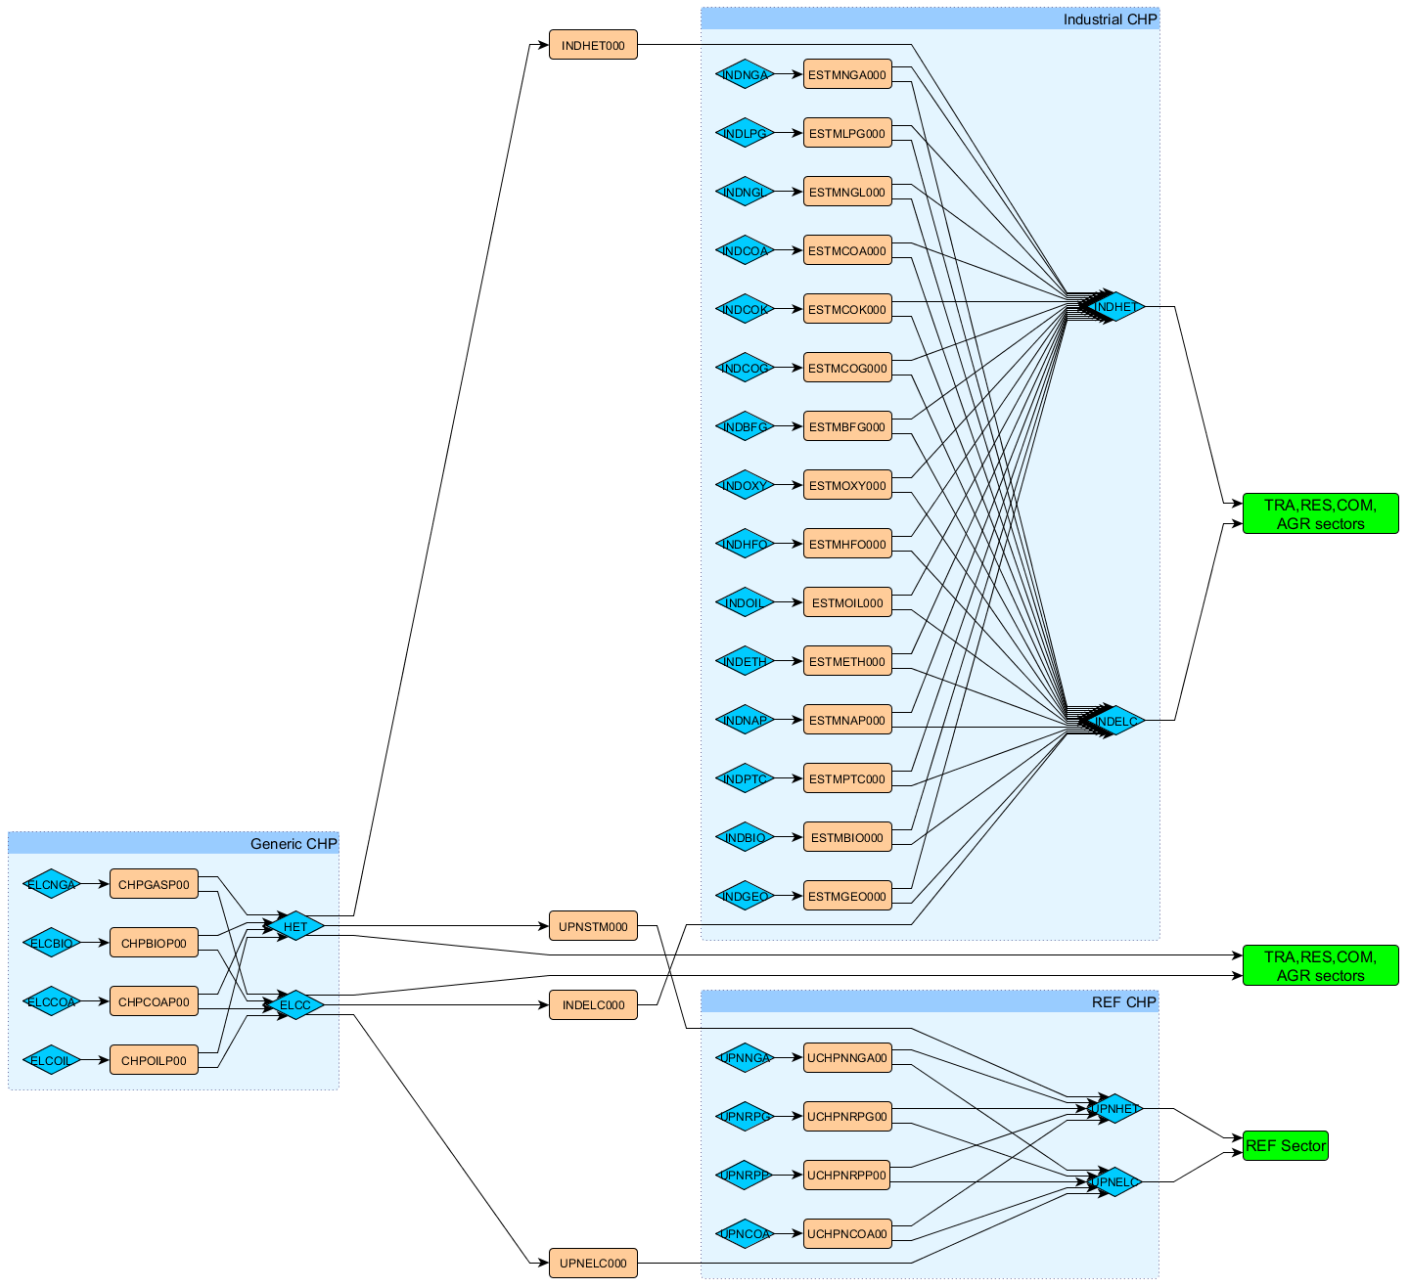 Industrial CHP
INDHET000
INDNGA
ESTMNGA000
INDLPG
ESTMLPG000
INDNGL
ESTMNGL000
INDCOA
ESTMCOA000
INDCOK
ESTMCOK000
INDHET
INDCOG
ESTMCOG000
INDBFG
ESTMBFG000
INDOXY
ESTMOXY000
TRA,RES,COM,
AGR sectors
INDHFO
ESTMHFO000
INDOIL
ESTMOIL000
INDETH
ESTMETH000
INDNAP
ESTMNAP000
INDELC
INDPTC
ESTMPTC000
INDBIO
ESTMBIO000
Generic CHP
ELCNGA
CHPGASP00
INDGEO
ESTMGEO000
HET
UPNSTM000
ELCBIO
CHPBIOP00
TRA,RES,COM,
AGR sectors
ELCCOA
CHPCOAP00
ELCC
INDELC000
REF CHP
ELCOIL
CHPOILP00
UPNNGA
UCHPNNGA00
UPNRPG
UCHPNRPG00
UPNHET
REF Sector
UPNRPP
UCHPNRPP00
UPNELC
UPNCOA
UCHPNCOA00
UPNELC000